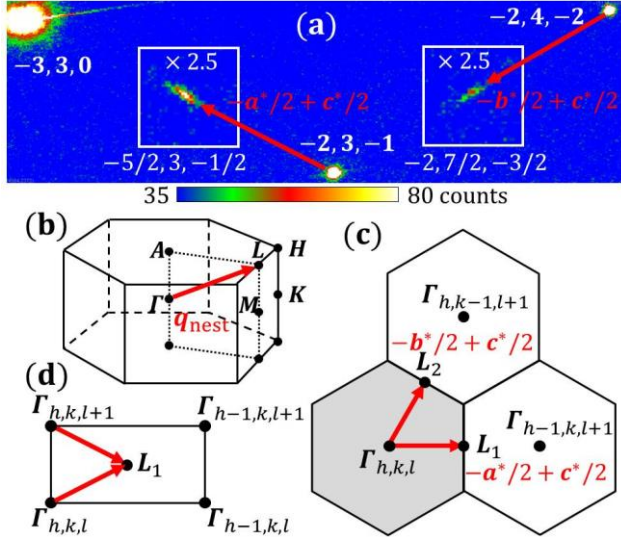 (a)
−2, 4, −2
× 2.5
× 2.5
−3, 3, 0
−a*/2 + c*/2
−b*/2 + c*/2
−2, 3, −1
−5/2, 3, −1/2
−2, 7/2, −3/2
35
80 counts
(b)
A
L
H
Γ
M
K
q_nest
(c)
Γ_{h,k−1,l+1}
−b*/2 + c*/2
L_2
Γ_{h,k,l}
L_1
Γ_{h−1,k,l+1}
−a*/2 + c*/2
(d)
Γ_{h,k,l+1}
Γ_{h−1,k,l+1}
L_1
Γ_{h,k,l}
Γ_{h−1,k,l}